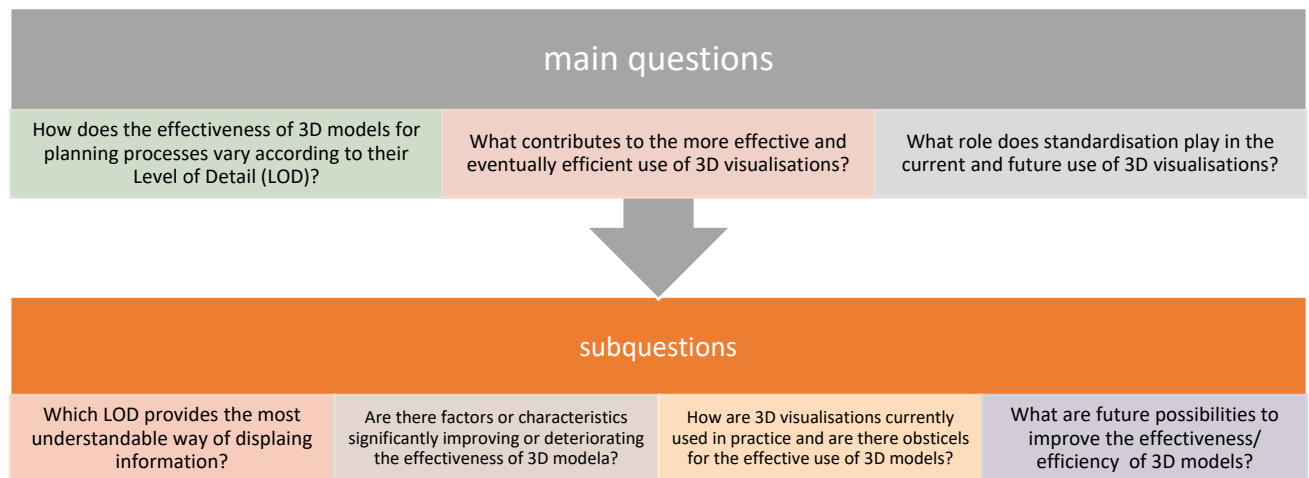 main questions
How does the effectiveness of 3D models for
planning processes vary according to their
Level of Detail (LOD)?
What contributes to the more effective and
eventually efficient use of 3D visualisations?
What role does standardisation play in the
current and future use of 3D visualisations?
subquestions
Which LOD provides the most
understandable way of displaing
information?
Are there factors or characteristics
significantly improving or deteriorating
the effectiveness of 3D modela?
How are 3D visualisations currently
used in practice and are there obsticels
for the effective use of 3D models?
What are future possibilities to
improve the effectiveness/
efficiency of 3D models?